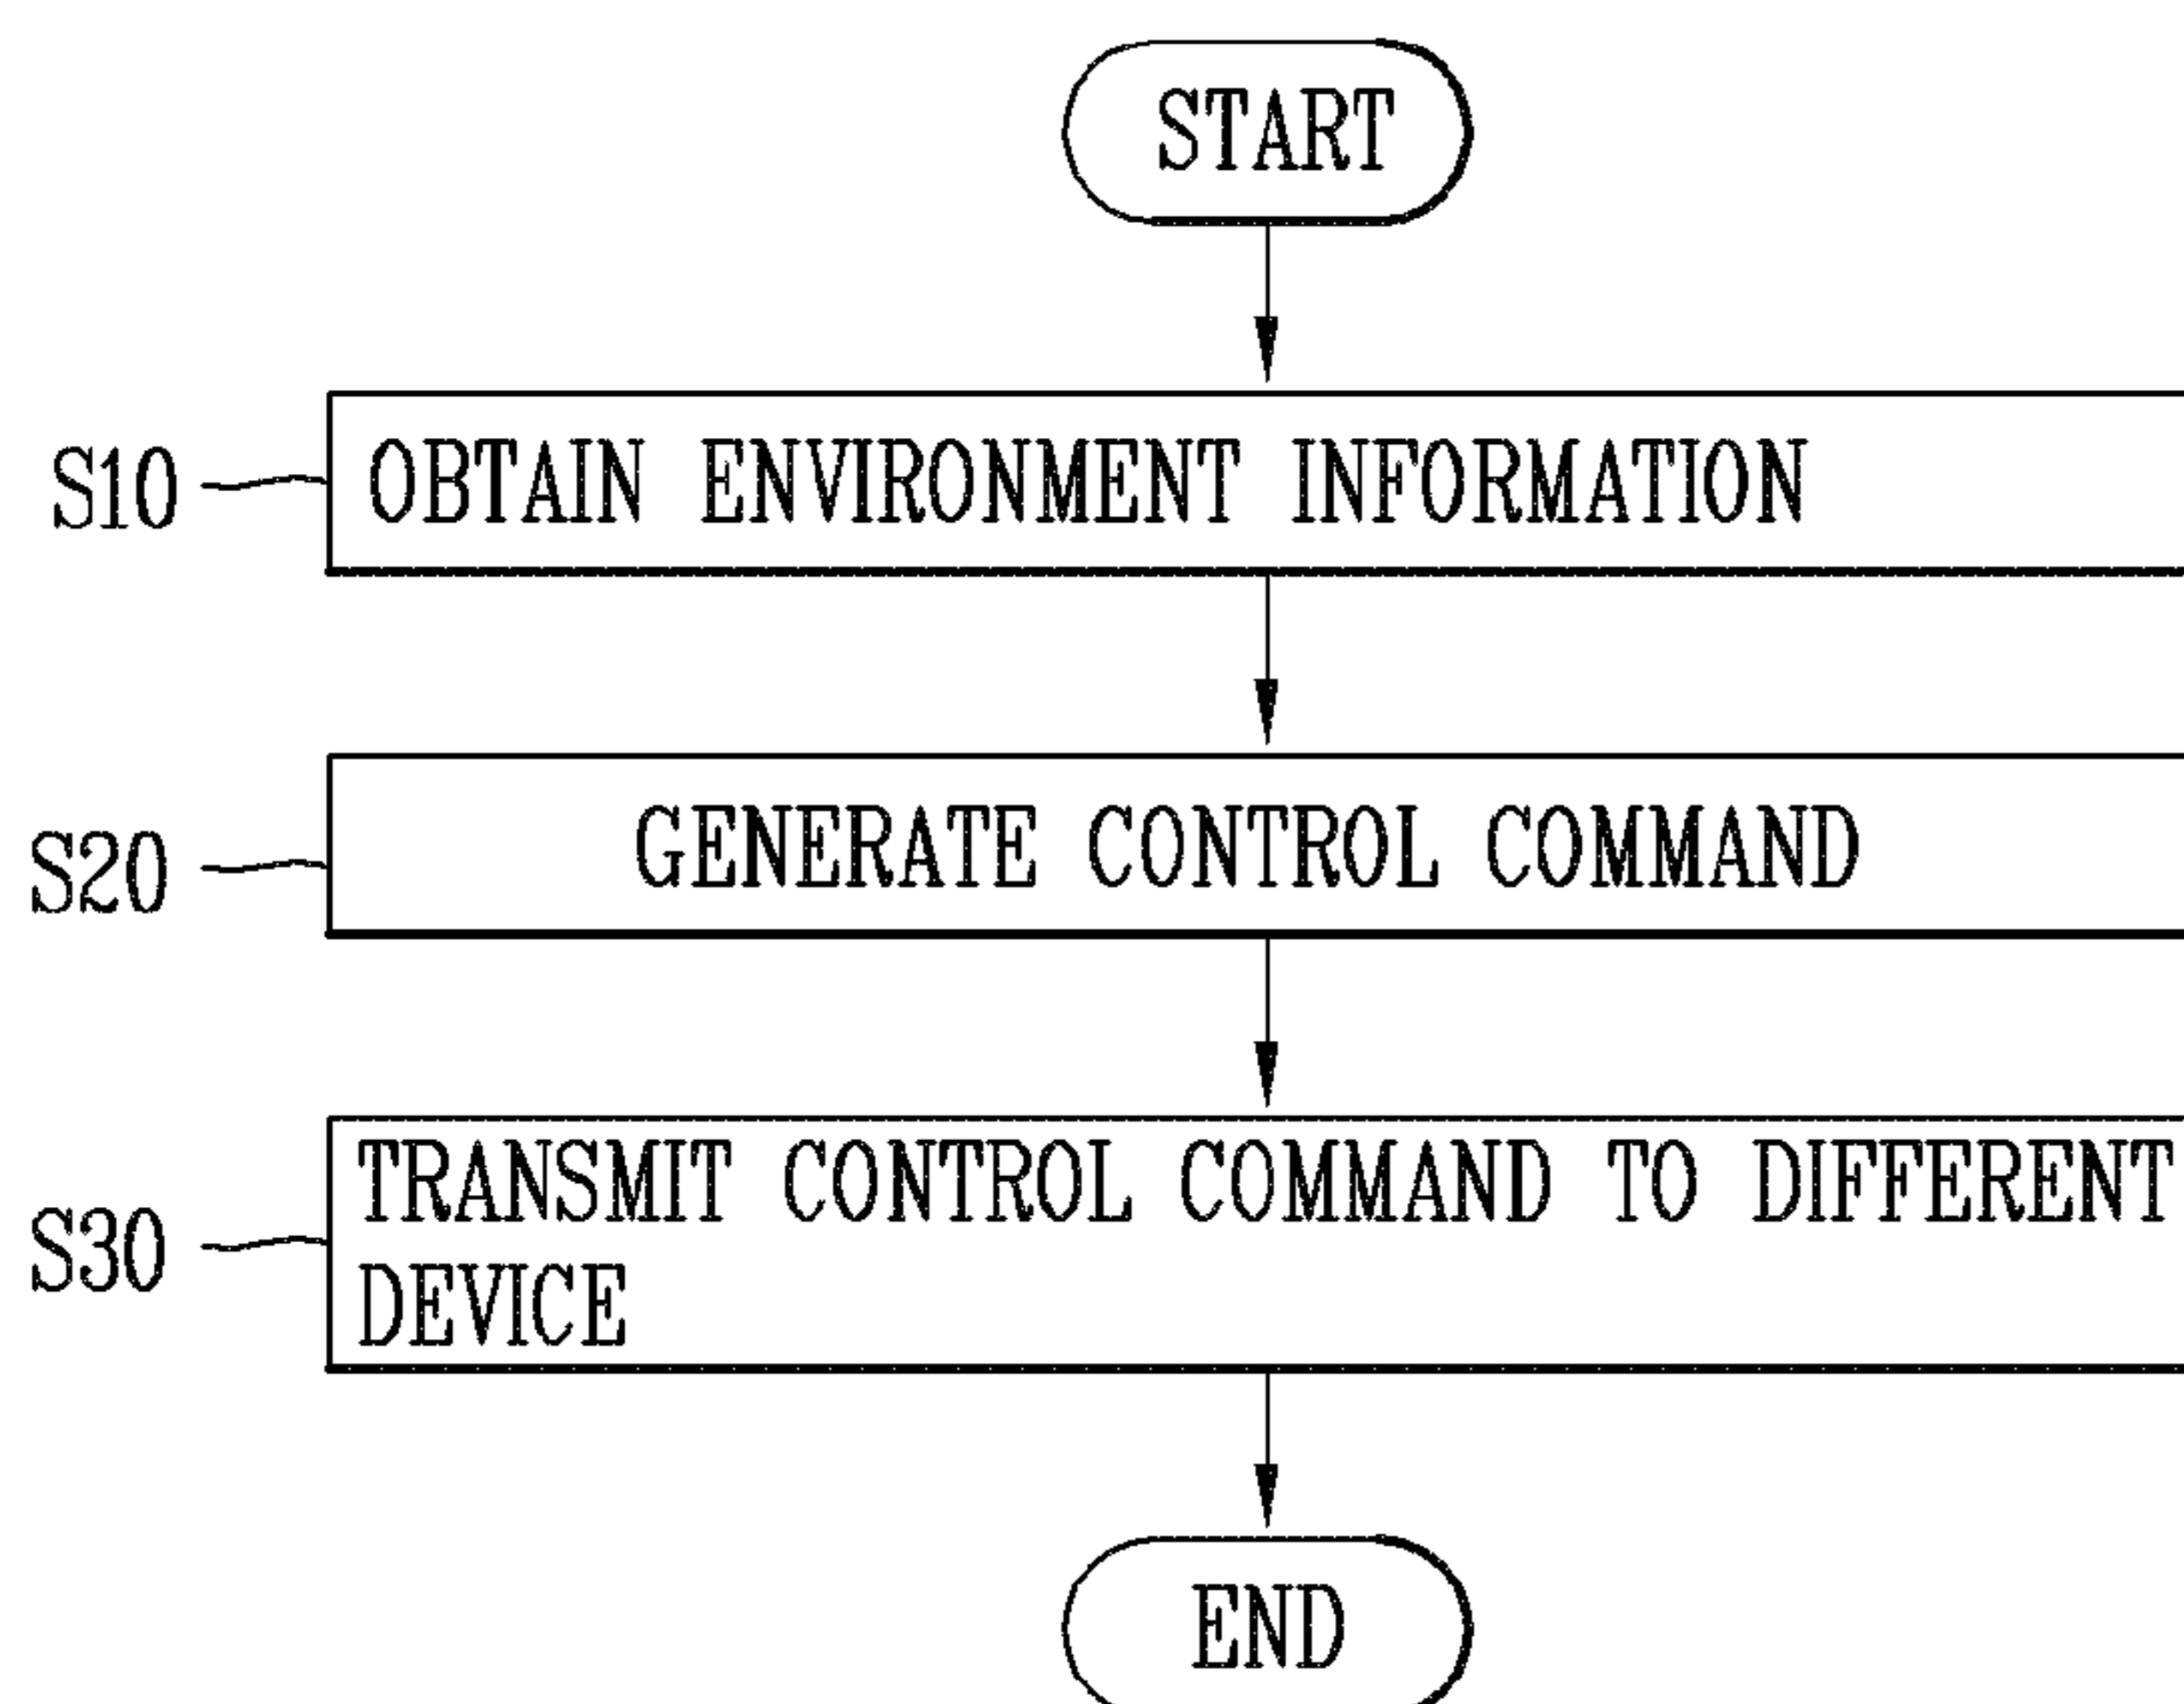 START
S10 OBTAIN ENVIRONMENT INFORMATION
S20 GENERATE CONTROL COMMAND
S30 TRANSMIT CONTROL COMMAND TO DIFFERENT
DEVICE
END